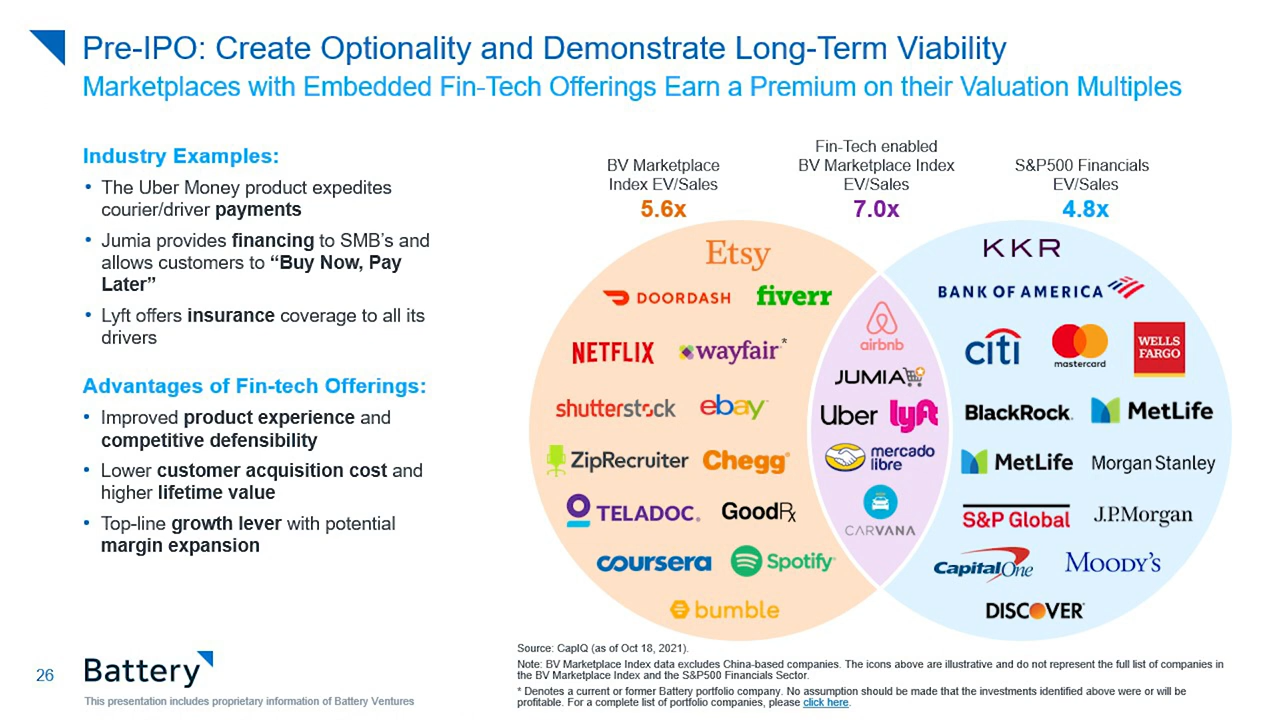 Pre-IPO: Create Optionality and Demonstrate Long-Term Viability
Marketplaces with Embedded Fin-Tech Offerings Earn a Premium on their Valuation Multiples
Industry Examples:
• The Uber Money product expedites
courier/driver payments
• Jumia provides financing to SMB's and
allows customers to “Buy Now, Pay
Later”
• Lyft offers insurance coverage to all its
drivers
Advantages of Fin-tech Offerings:
• Improved product experience and
competitive defensibility
• Lower customer acquisition cost and
higher lifetime value
• Top-line growth lever with potential
margin expansion
BV Marketplace
Index EV/Sales
5.6x
Fin-Tech enabled
BV Marketplace Index
EV/Sales
7.0x
S&P500 Financials
EV/Sales
4.8x
Etsy
DOORDASH
fiverr
NETFLIX
wayfair*
shutterstock
ebay
ZipRecruiter
Chegg
TELADOC
GoodRx
coursera
Spotify
bumble
airbnb
JUMIA
Uber
lyft
mercado
libre
CARVANA
KKR
BANK OF AMERICA
citi
mastercard
WELLS
FARGO
BlackRock.
MetLife
MetLife
Morgan Stanley
S&P Global
J.P.Morgan
Capital One
MOODY'S
DISCOVER
Source: CapIQ (as of Oct 18, 2021).
Note: BV Marketplace Index data excludes China-based companies. The icons above are illustrative and do not represent the full list of companies in
the BV Marketplace Index and the S&P500 Financials Sector.
* Denotes a current or former Battery portfolio company. No assumption should be made that the investments identified above were or will be
profitable. For a complete list of portfolio companies, please click here.
26
Battery
This presentation includes proprietary information of Battery Ventures